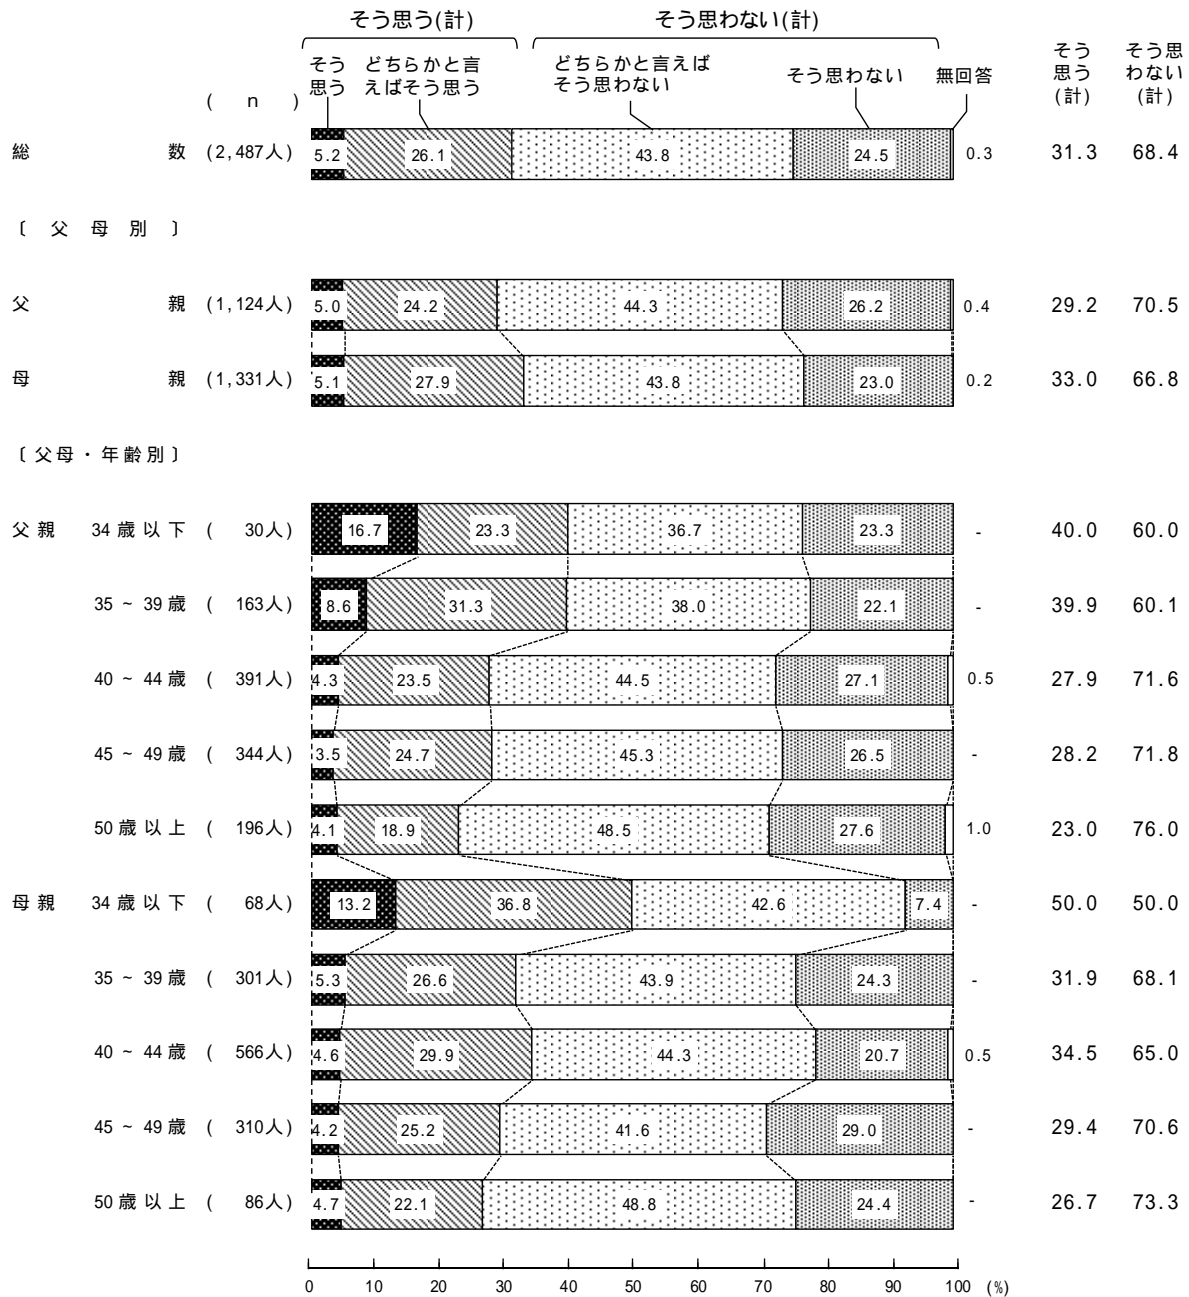 そう思う(計) そう思わない(計)
そう思う どちらかと言えばそう思う どちらかと言えばそう思わない そう思わない 無回答 そう思う(計) そう思わない(計)
( n )
総数 (2,487人) 5.2 26.1 43.8 24.5 0.3 31.3 68.4
〔父母別〕
父親 (1,124人) 5.0 24.2 44.3 26.2 0.4 29.2 70.5
母親 (1,331人) 5.1 27.9 43.8 23.0 0.2 33.0 66.8
〔父母・年齢別〕
父親 34歳以下 ( 30人) 16.7 23.3 36.7 23.3 - 40.0 60.0
35~39歳 ( 163人) 8.6 31.3 38.0 22.1 - 39.9 60.1
40~44歳 ( 391人) 4.3 23.5 44.5 27.1 0.5 27.9 71.6
45~49歳 ( 344人) 3.5 24.7 45.3 26.5 - 28.2 71.8
50歳以上 ( 196人) 4.1 18.9 48.5 27.6 1.0 23.0 76.0
母親 34歳以下 ( 68人) 13.2 36.8 42.6 7.4 - 50.0 50.0
35~39歳 ( 301人) 5.3 26.6 43.9 24.3 - 31.9 68.1
40~44歳 ( 566人) 4.6 29.9 44.3 20.7 0.5 34.5 65.0
45~49歳 ( 310人) 4.2 25.2 41.6 29.0 - 29.4 70.6
50歳以上 ( 86人) 4.7 22.1 48.8 24.4 - 26.7 73.3
0 10 20 30 40 50 60 70 80 90 100 (%)